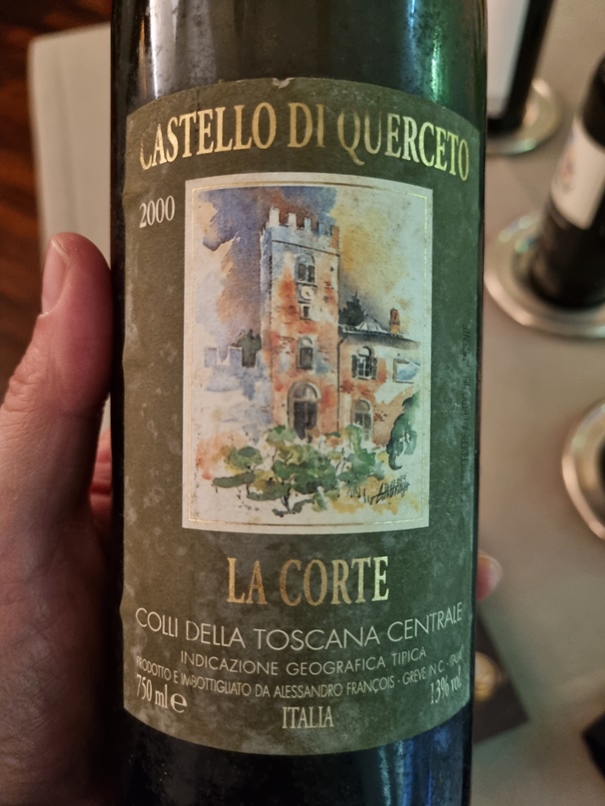 CASTELLO DI QUERCETO
2000
LA CORTE
COLLI DELLA TOSCANA CENTRALE
INDICAZIONE GEOGRAFICA TIPICA
PRODOTTO E IMBOTTIGLIATO DA ALESSANDRO FRANÇOIS - GREVE IN C. - ITALIA
750 ml e 13% vol.
ITALIA